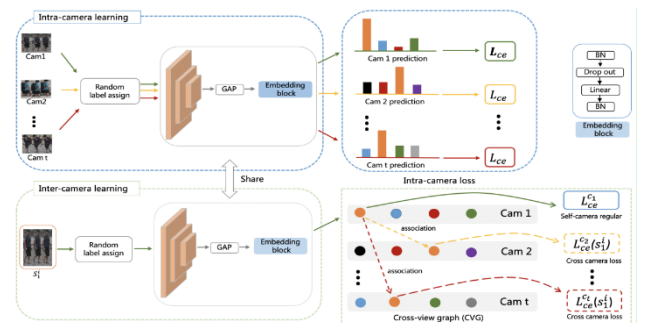 Intra-camera learning
Cam1
Cam2
Cam t
Random
label assign
GAP
Embedding
block
Cam 1 prediction
Cam 2 prediction
Cam t prediction
L_ce
L_ce
L_ce
Intra-camera loss
BN
Drop out
Linear
BN
Embedding
block
Share
Inter-camera learning
S_1^i
Random
label assign
GAP
Embedding
block
Cam 1
association
Cam 2
association
Cam t
Cross-view graph (CVG)
L_ce^{c_1}
Self-camera regular
L_ce^{c_2}(s_1^i)
Cross camera loss
L_ce^{c_t}(s_1^i)
Cross camera loss